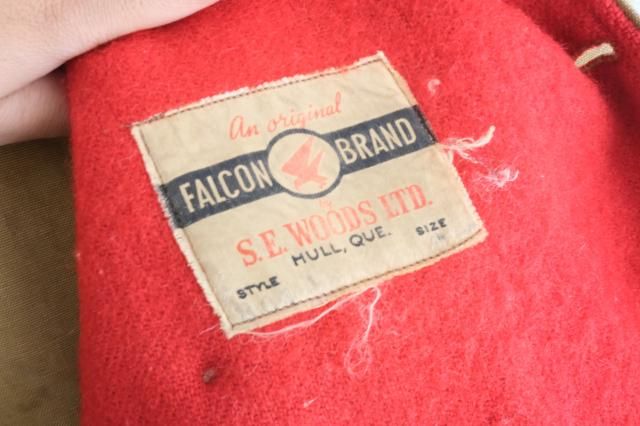 An original
FALCON BRAND
by
S.E. WOODS LTD.
HULL, QUE.
STYLE SIZE